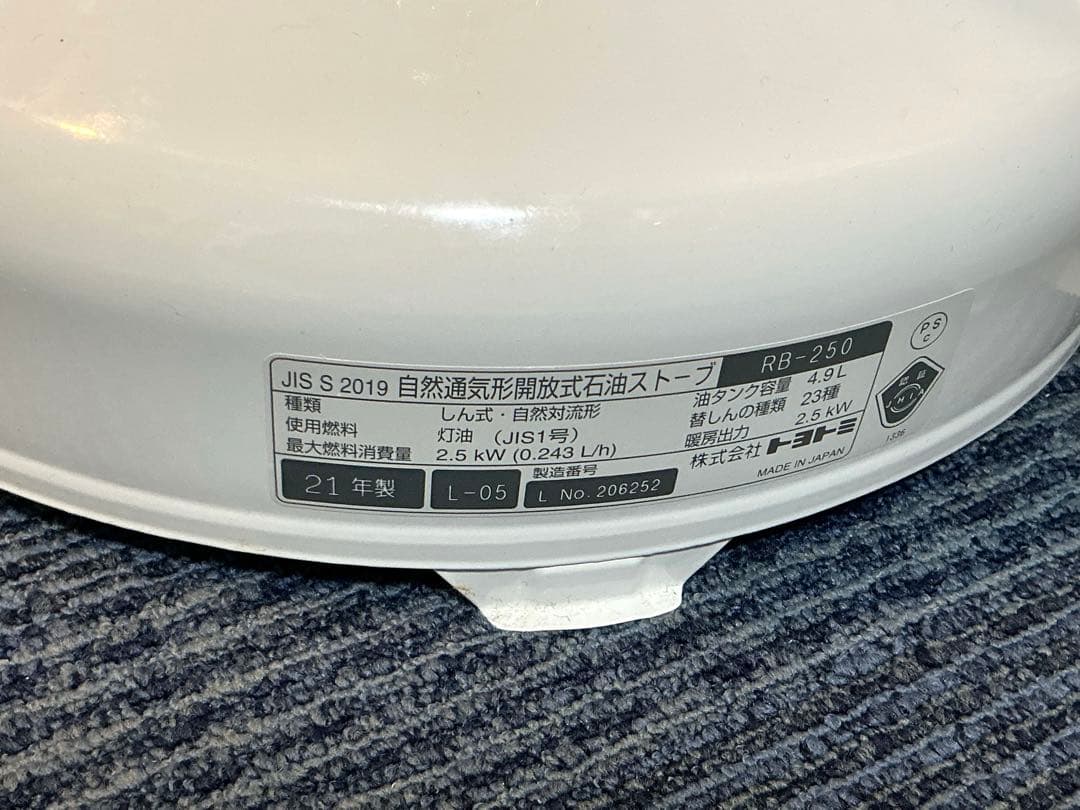 JIS S 2019 自然通気形開放式石油ストーブ RB-250
種類 しん式・自然対流形
使用燃料 灯油 (JIS1号)
最大燃料消費量 2.5 kW (0.243 L/h)
油タンク容量 4.9 L
替しんの種類 23種
暖房出力 2.5 kW
株式会社 トヨトミ
MADE IN JAPAN
21 年製 L-05 製造番号 L No. 206252
PS
C
認証
JHIA
1336